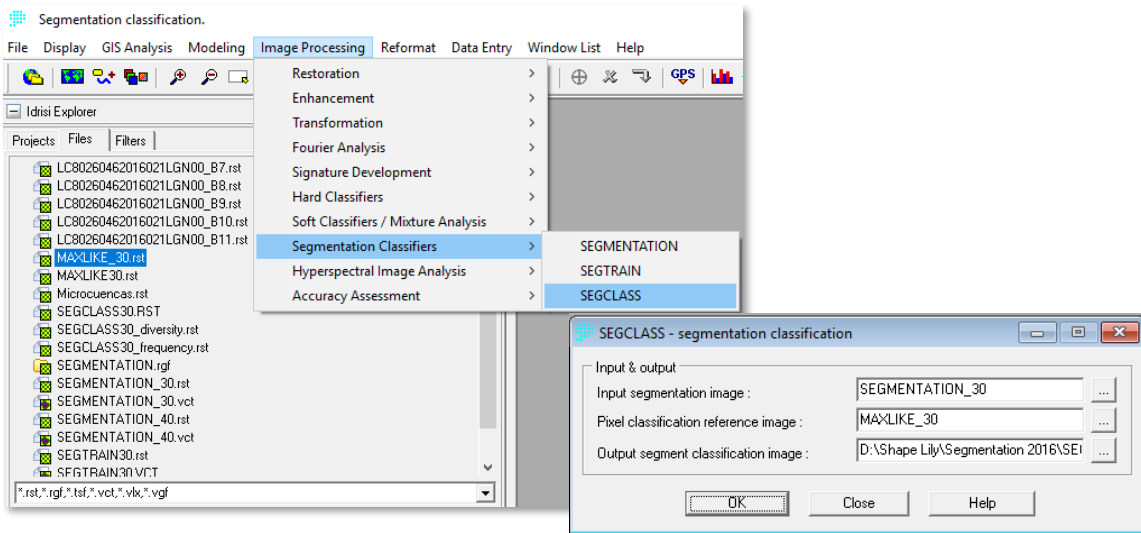 Segmentation classification.
File Display GIS Analysis Modeling Image Processing Reformat Data Entry Window List Help
GPS
Idrisi Explorer
Projects Files Filters
LC80260462016021LGN00_B7.rst
LC80260462016021LGN00_B8.rst
LC80260462016021LGN00_B9.rst
LC80260462016021LGN00_B10.rst
LC80260462016021LGN00_B11.rst
MAXLIKE_30.rst
MAXLIKE30.rst
Microcuencas.rst
SEGCLASS30.RST
SEGCLASS30_diversity.rst
SEGCLASS30_frequency.rst
SEGMENTATION.rgf
SEGMENTATION_30.rst
SEGMENTATION_30.vct
SEGMENTATION_40.rst
SEGMENTATION_40.vct
SEGTRAIN30.rst
SEGTRAIN30.VCT
*.rst,*.rgf,*.tsf,*.vct,*.vlx,*.vgf
Restoration
Enhancement
Transformation
Fourier Analysis
Signature Development
Hard Classifiers
Soft Classifiers / Mixture Analysis
Segmentation Classifiers
Hyperspectral Image Analysis
Accuracy Assessment
SEGMENTATION
SEGTRAIN
SEGCLASS
SEGCLASS - segmentation classification
Input & output
Input segmentation image : SEGMENTATION_30 ...
Pixel classification reference image : MAXLIKE_30 ...
Output segment classification image : D:\Shape Lily\Segmentation 2016\SE ...
OK Close Help